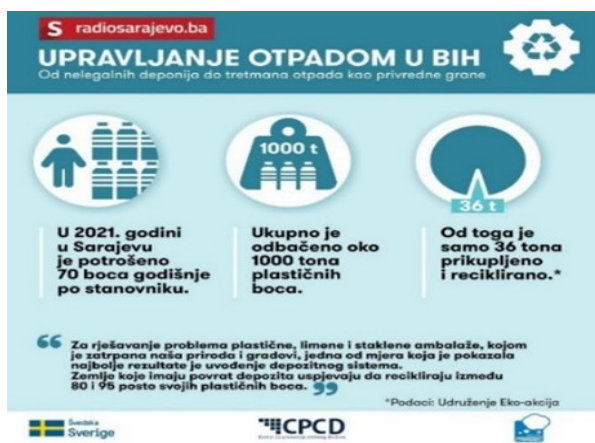 S radiosarajevo.ba
UPRAVLJANJE OTPADOM U BIH
Od nelegalnih deponija do tretmana otpada kao privredne grane
1000 t
36 t
U 2021. godini
u Sarajevu
je potrošeno
70 boca godišnje
po stanovniku.
Ukupno je
odbačeno oko
1000 tona
plastičnih
boca.
Od toga je
samo 36 tona
prikupljeno
i reciklirano.*
“ Za rješavanje problema plastične, limene i staklene ambalaže, kojom
je zatrpana naša priroda i gradovi, jedna od mjera koja je pokazala
najbolje rezultate je uvođenje depozitnog sistema.
Zemlje koje imaju povrat depozita uspjevaju da recikliraju između
80 i 95 posto svojih plastičnih boca. ”
*Podaci: Udruženje Eko-akcija
Švedska
Sverige
CPCD